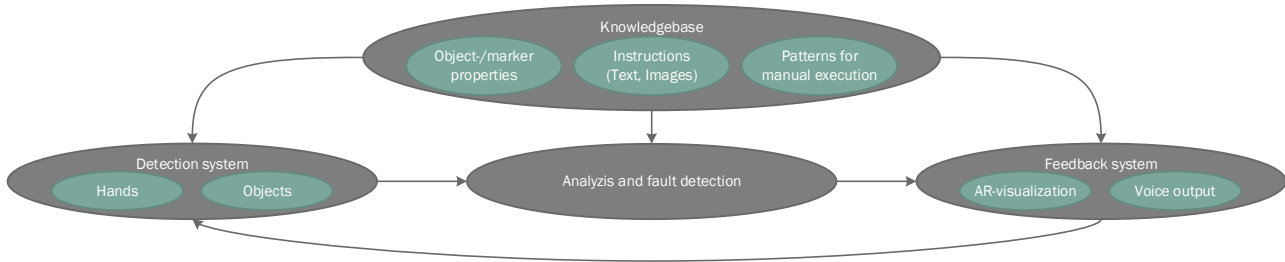 Knowledgebase
Object-/marker
properties
Instructions
(Text, Images)
Patterns for
manual execution
Detection system
Hands
Objects
Analyzis and fault detection
Feedback system
AR-visualization
Voice output